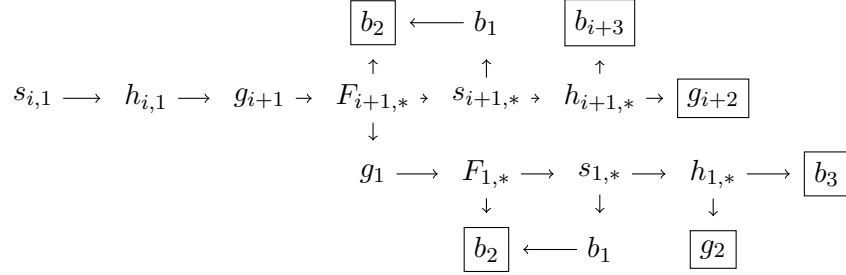 b_2 ← b_1 b_{i+3}
s_{i,1} → h_{i,1} → g_{i+1} → F_{i+1,*} → s_{i+1,*} → h_{i+1,*} → g_{i+2}
g_1 → F_{1,*} → s_{1,*} → h_{1,*} → b_3
b_2 ← b_1 g_2